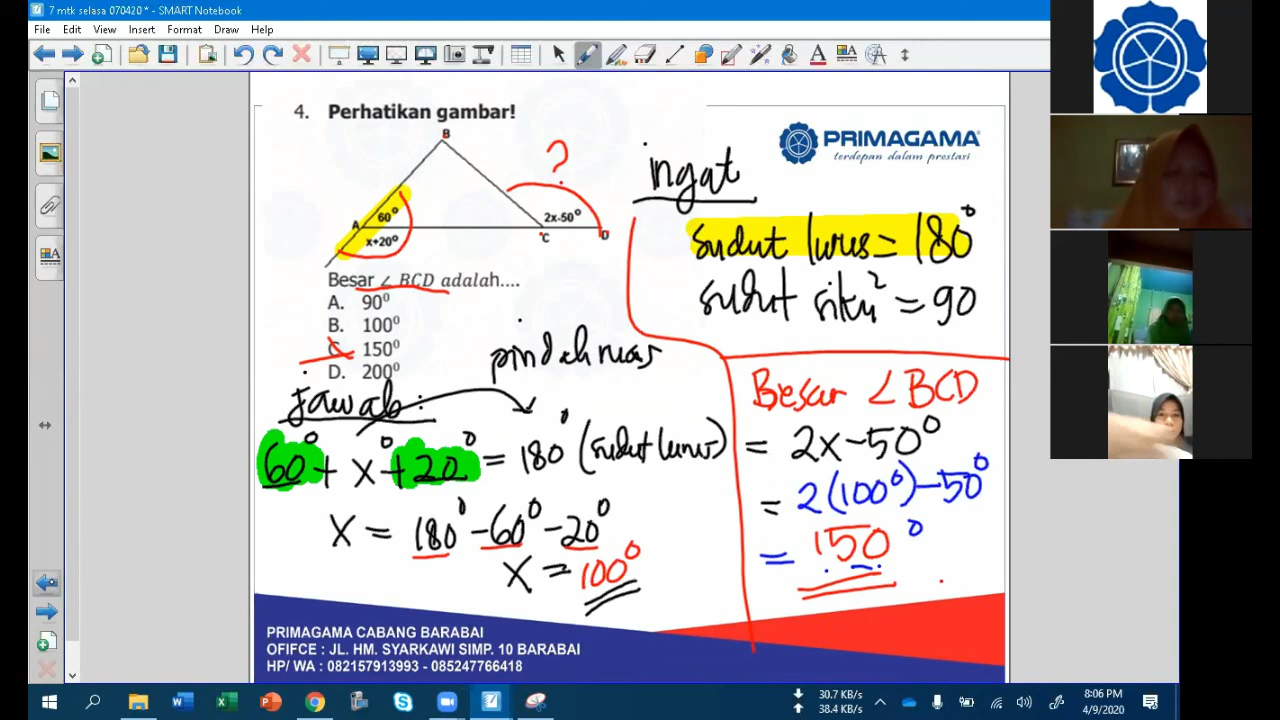 7 mtk selasa 070420 * - SMART Notebook
File Edit View Insert Format Draw Help
4. Perhatikan gambar!
B
?
A 60°
x+20°
2x-50°
C
D
Besar ∠ BCD adalah....
A. 90⁰
B. 100⁰
C. 150⁰
D. 200⁰
PRIMAGAMA
terdepan dalam prestasi
ingat
sudut lurus = 180°
sudut siku² = 90
pindah ruas
Jawab :
60° + x° + 20° = 180° (sudut lurus)
x = 180° - 60° - 20°
x = 100°
Besar ∠ BCD
= 2x - 50°
= 2(100°) - 50°
= 150°
PRIMAGAMA CABANG BARABAI
OFIFCE : JL. HM. SYARKAWI SIMP. 10 BARABAI
HP/ WA : 082157913993 - 085247766418
30.7 KB/s
38.4 KB/s
8:06 PM
4/9/2020